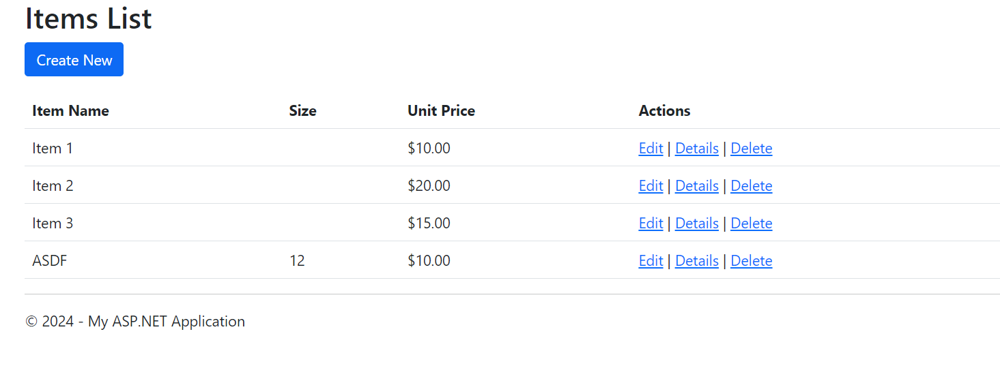 Items List
Create New
Item Name Size Unit Price Actions
Item 1 $10.00 Edit | Details | Delete
Item 2 $20.00 Edit | Details | Delete
Item 3 $15.00 Edit | Details | Delete
ASDF 12 $10.00 Edit | Details | Delete
© 2024 - My ASP.NET Application